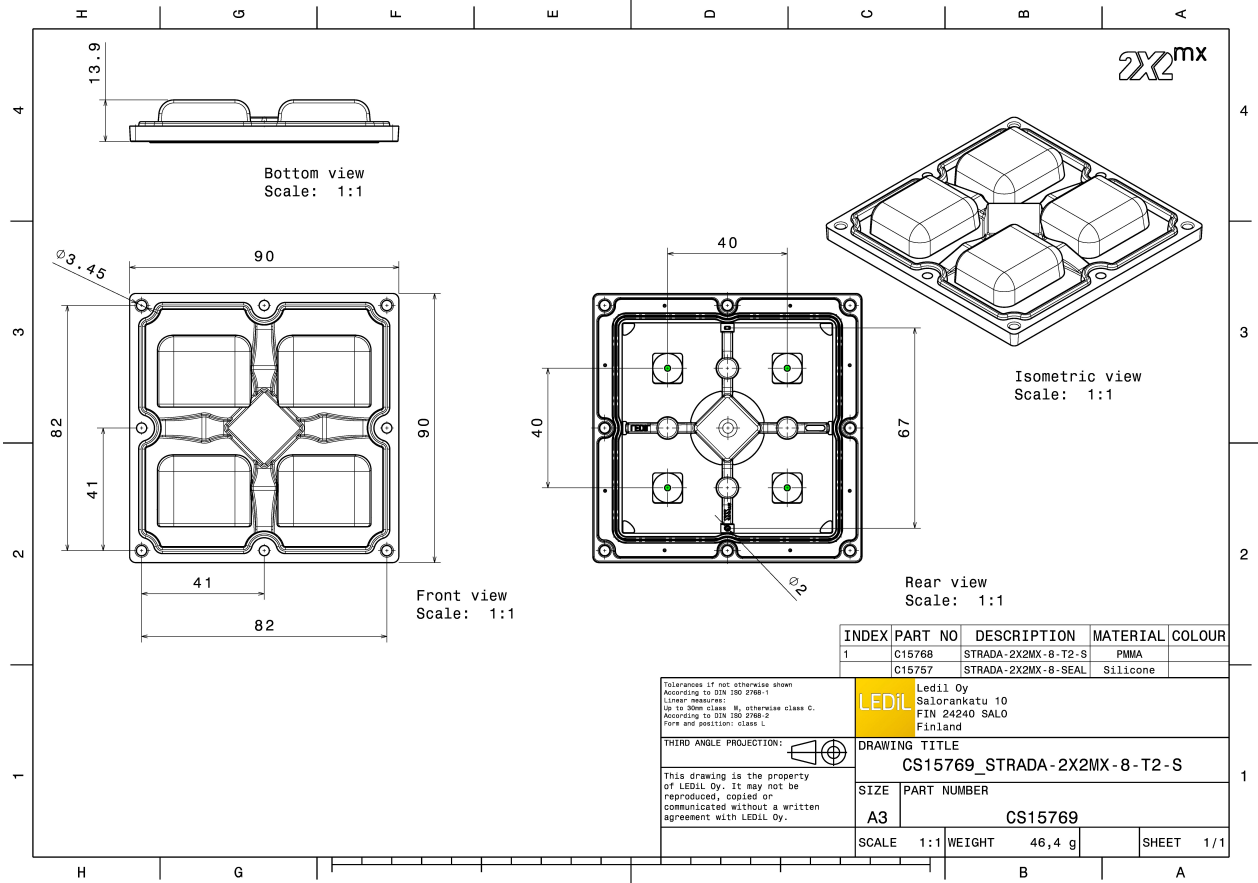 H G F E D C B A
2X2mx
4 4
13.9
Bottom view
Scale: 1:1
40
Ø3.45
90
3 3
Isometric view
Scale: 1:1
82
90
40
67
LEDiL
41
2 2
41
82
Front view
Scale: 1:1
Ø2
Rear view
Scale: 1:1
INDEX PART NO DESCRIPTION MATERIAL COLOUR
1 C15768 STRADA-2X2MX-8-T2-S PMMA
C15757 STRADA-2X2MX-8-SEAL Silicone
Tolerances if not otherwise shown
According to DIN ISO 2768-1
Linear measures:
Up to 30mm class M, otherwise class C.
According to DIN ISO 2768-2
Form and position: class L
LEDiL
Ledil Oy
Salorankatu 10
FIN 24240 SALO
Finland
THIRD ANGLE PROJECTION:
DRAWING TITLE
CS15769_STRADA-2X2MX-8-T2-S
This drawing is the property
of LEDiL Oy. It may not be
reproduced, copied or
communicated without a written
agreement with LEDiL Oy.
SIZE PART NUMBER
A3 CS15769
SCALE 1:1 WEIGHT 46,4 g SHEET 1/1
1 1
H G B A